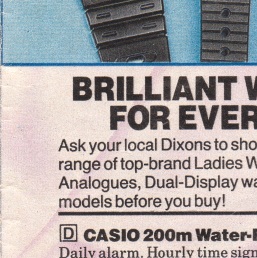 BRILLIANT
FOR EVER
Ask your local Dixons to sho
range of top-brand Ladies W
Analogues, Dual-Display wa
models before you buy!
D CASIO 200m Water-
Daily alarm. Hourly time sign